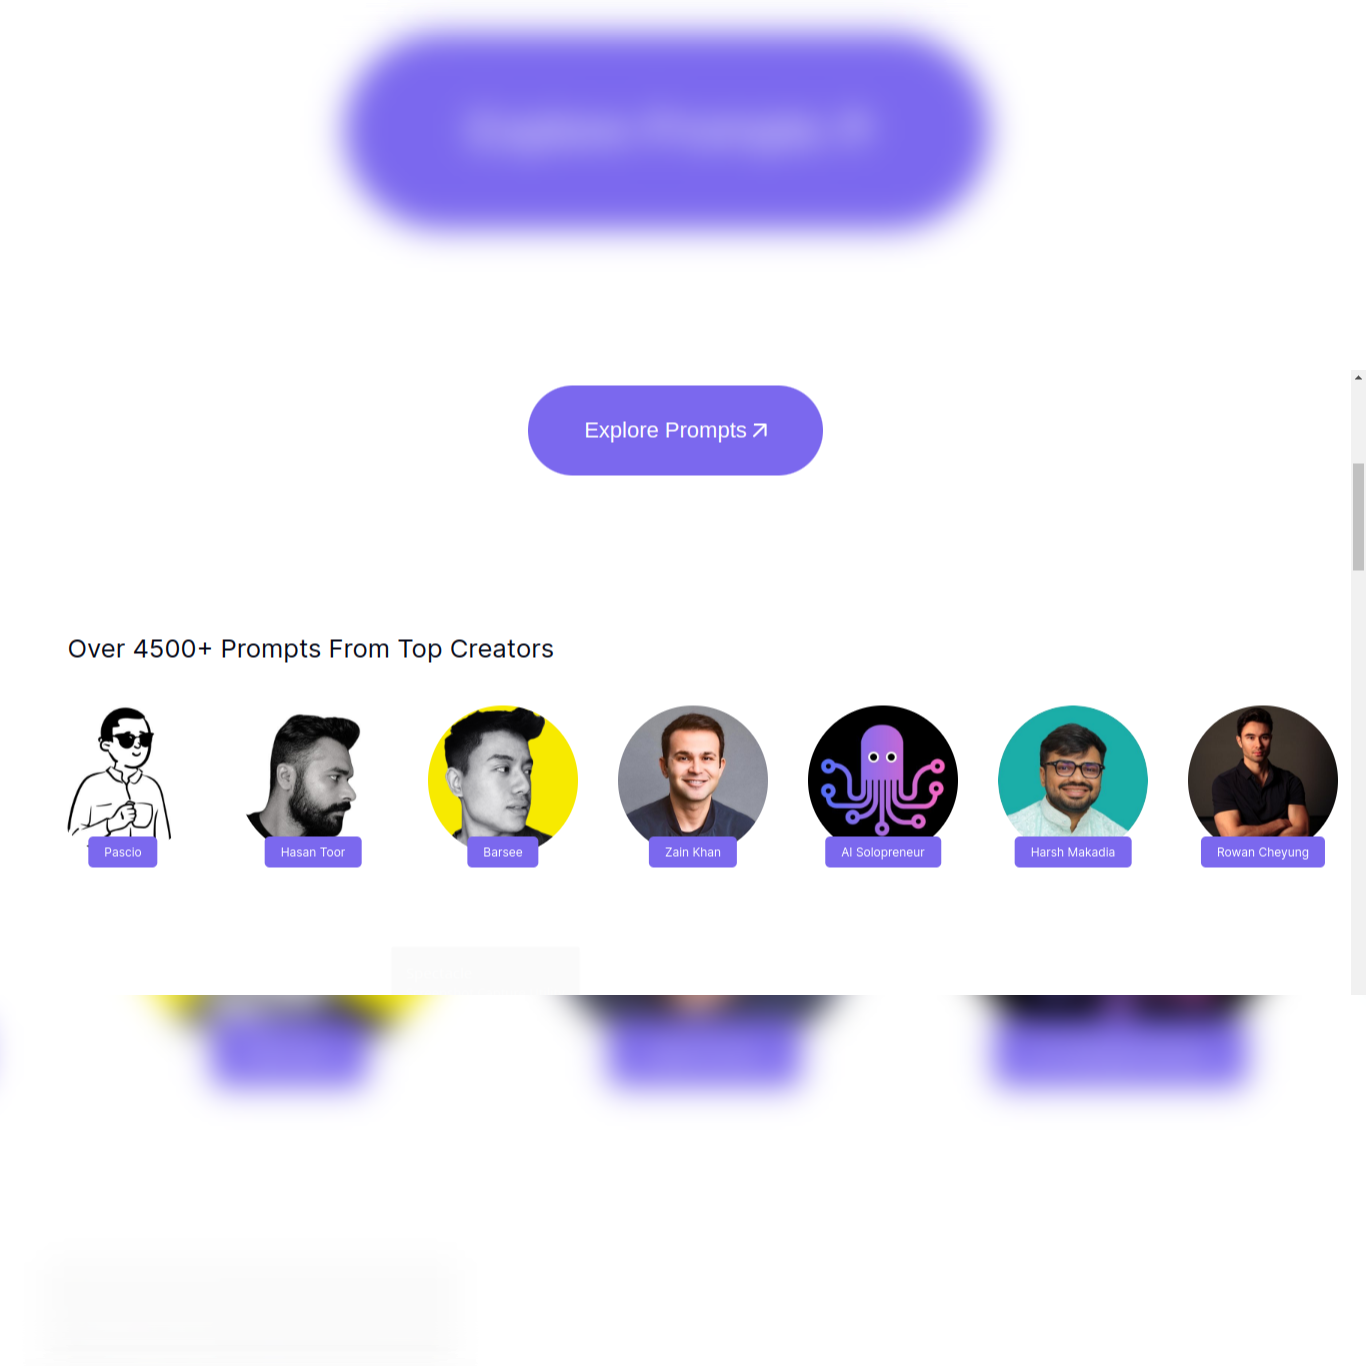 Explore Prompts
Over 4500+ Prompts From Top Creators
Pascio
Hasan Toor
Barsee
Zain Khan
AI Solopreneur
Harsh Makadia
Rowan Cheyung